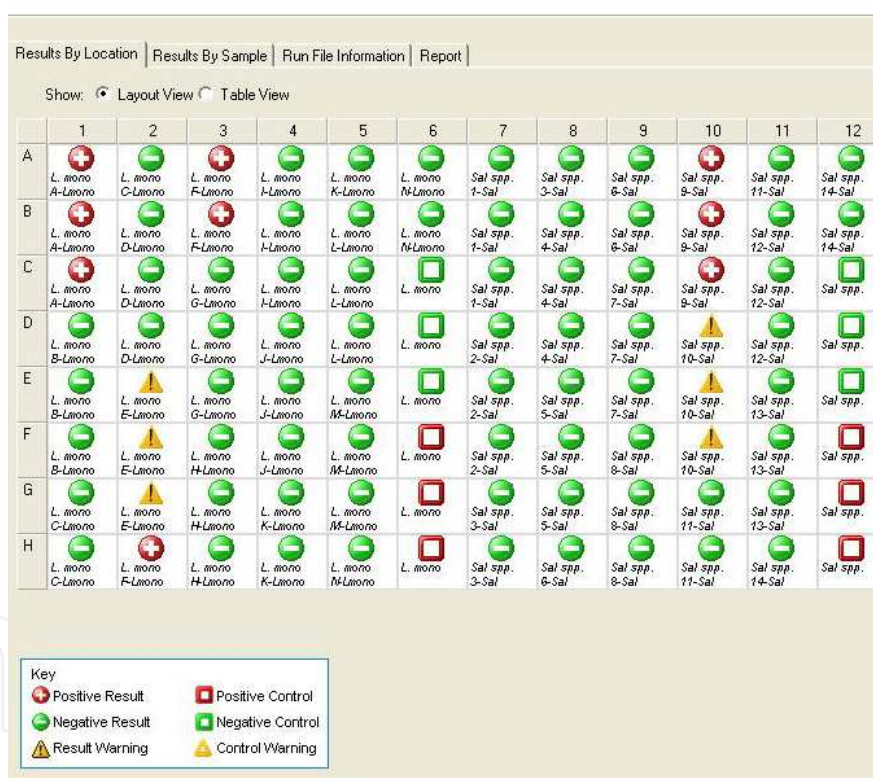 Results By Location Results By Sample Run File Information Report
Show: Layout View Table View
1 2 3 4 5 6 7 8 9 10 11 12
A
L. mono L. mono L. mono L. mono L. mono L. mono Sal spp. Sal spp. Sal spp. Sal spp. Sal spp. Sal spp.
A-Lmono C-Lmono F-Lmono I-Lmono K-Lmono N-Lmono 1-Sal 3-Sal 6-Sal 9-Sal 11-Sal 14-Sal
B
L. mono L. mono L. mono L. mono L. mono L. mono Sal spp. Sal spp. Sal spp. Sal spp. Sal spp. Sal spp.
A-Lmono D-Lmono F-Lmono I-Lmono L-Lmono N-Lmono 1-Sal 4-Sal 6-Sal 9-Sal 12-Sal 14-Sal
C
L. mono L. mono L. mono L. mono L. mono L. mono Sal spp. Sal spp. Sal spp. Sal spp. Sal spp. Sal spp.
A-Lmono D-Lmono G-Lmono I-Lmono L-Lmono 1-Sal 4-Sal 7-Sal 9-Sal 12-Sal
D
L. mono L. mono L. mono L. mono L. mono L. mono Sal spp. Sal spp. Sal spp. Sal spp. Sal spp. Sal spp.
B-Lmono D-Lmono G-Lmono J-Lmono L-Lmono 2-Sal 4-Sal 7-Sal 10-Sal 12-Sal
E
L. mono L. mono L. mono L. mono L. mono L. mono Sal spp. Sal spp. Sal spp. Sal spp. Sal spp. Sal spp.
B-Lmono E-Lmono G-Lmono J-Lmono M-Lmono 2-Sal 5-Sal 7-Sal 10-Sal 13-Sal
F
L. mono L. mono L. mono L. mono L. mono L. mono Sal spp. Sal spp. Sal spp. Sal spp. Sal spp. Sal spp.
B-Lmono E-Lmono H-Lmono J-Lmono M-Lmono 2-Sal 5-Sal 8-Sal 10-Sal 13-Sal
G
L. mono L. mono L. mono L. mono L. mono L. mono Sal spp. Sal spp. Sal spp. Sal spp. Sal spp. Sal spp.
C-Lmono E-Lmono H-Lmono K-Lmono M-Lmono 3-Sal 5-Sal 8-Sal 11-Sal 13-Sal
H
L. mono L. mono L. mono L. mono L. mono L. mono Sal spp. Sal spp. Sal spp. Sal spp. Sal spp. Sal spp.
C-Lmono F-Lmono H-Lmono K-Lmono N-Lmono 3-Sal 6-Sal 8-Sal 11-Sal 14-Sal
Key
Positive Result Positive Control
Negative Result Negative Control
Result Warning Control Warning